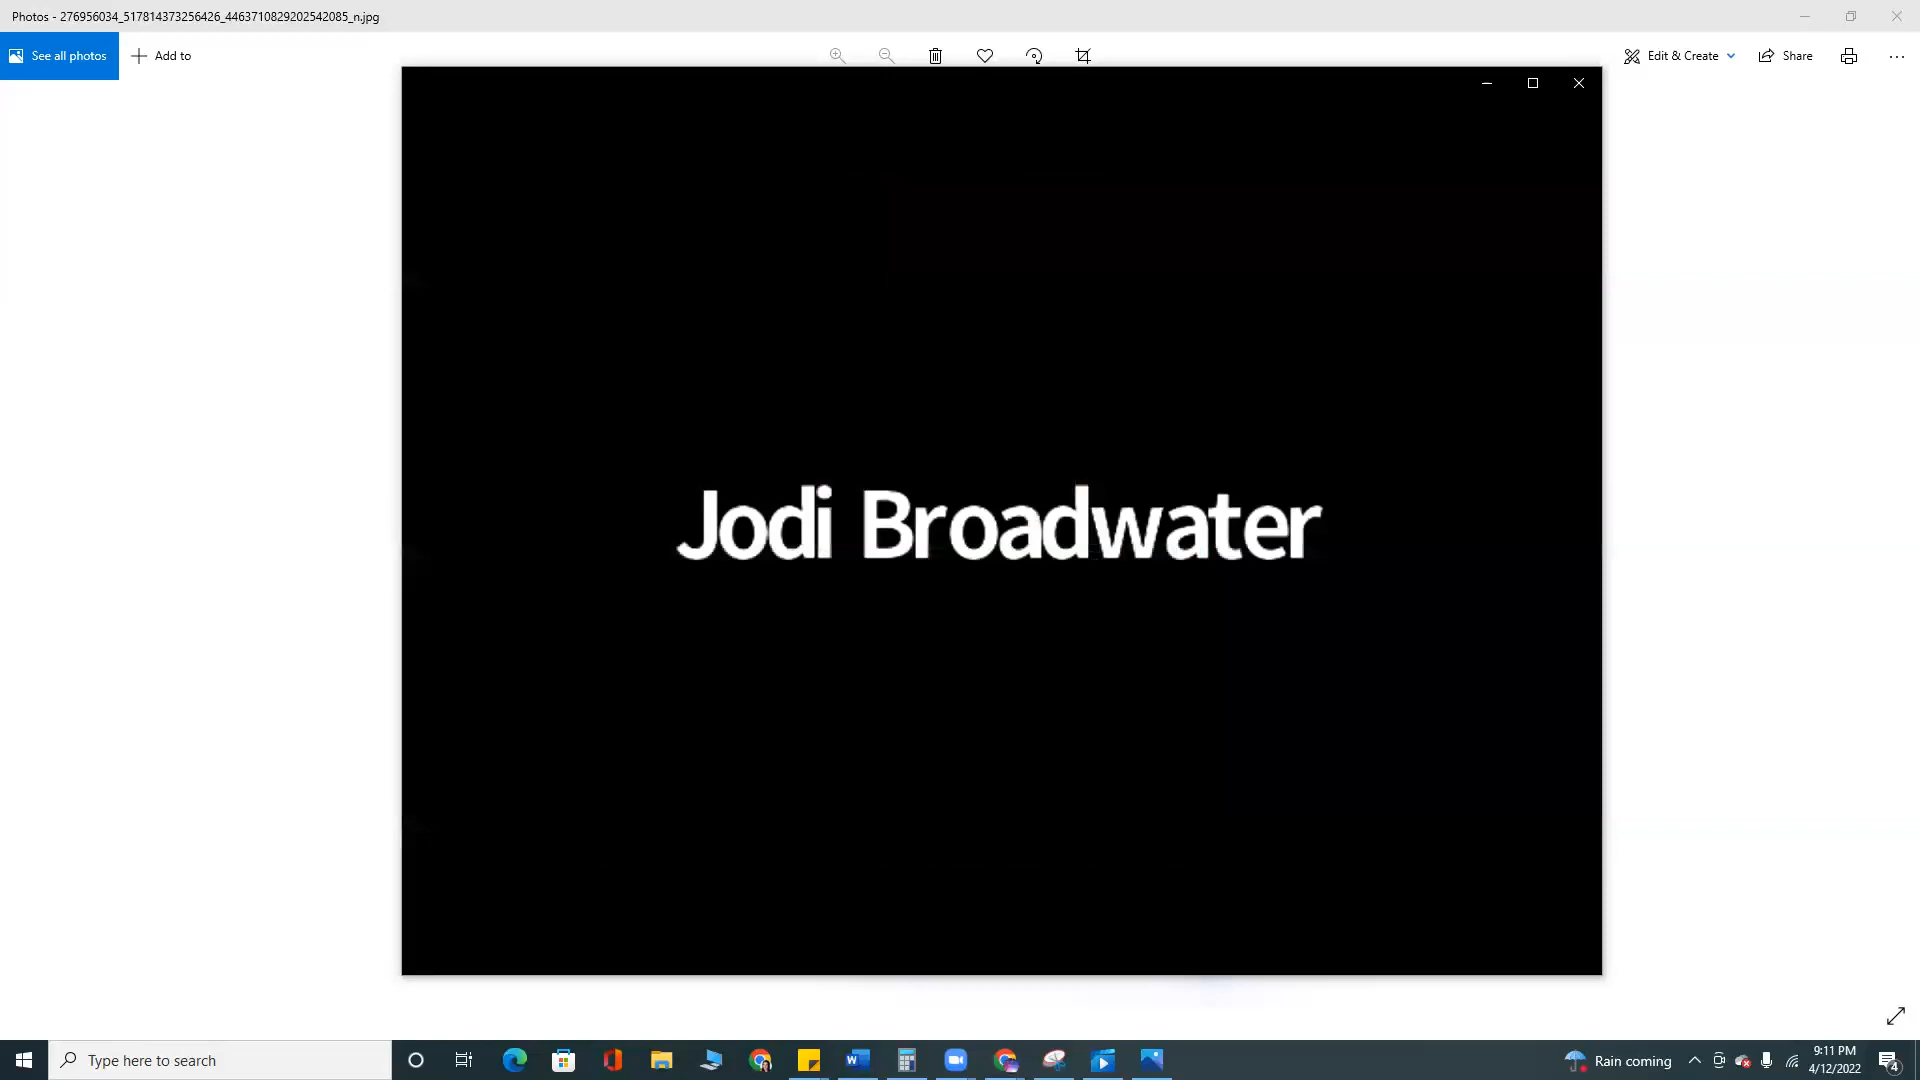 Photos - 276956034_517814373256426_4463710829202542085_n.jpg
See all photos
Add to
Edit & Create
Share
Jodi Broadwater
Type here to search
Rain coming
9:11 PM
4/12/2022
4